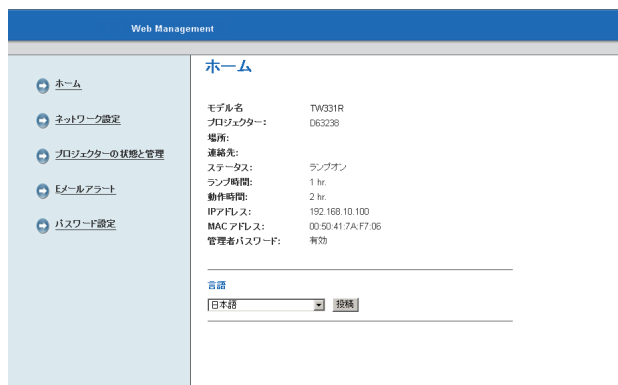 Web Management
ホーム
ネットワーク設定
プロジェクターの状態と管理
Eメールアラート
パスワード設定
ホーム
モデル名 TW331R
プロジェクター: D63238
場所:
連絡先:
ステータス: ランプオン
ランプ時間: 1 hr.
動作時間: 2 hr.
IPアドレス: 192.168.10.100
MAC アドレス: 00:50:41:7A:F7:06
管理者パスワード: 有効
言語
日本語 投稿